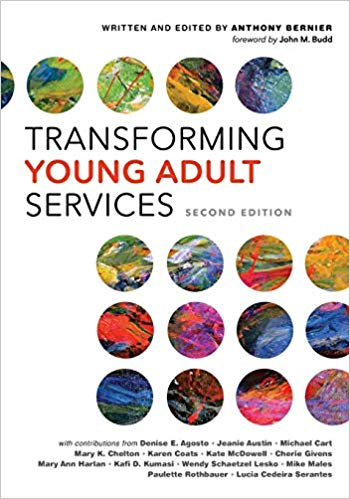 WRITTEN AND EDITED BY ANTHONY BERNIER
foreword by John M. Budd
TRANSFORMING
YOUNG ADULT
SERVICES SECOND EDITION
with contributions from Denise E. Agosto · Jeanie Austin · Michael Cart
Mary K. Chelton · Karen Coats · Kate McDowell · Cherie Givens
Mary Ann Harlan · Kafi D. Kumasi · Wendy Schaetzel Lesko · Mike Males
Paulette Rothbauer · Lucia Cedeira Serantes